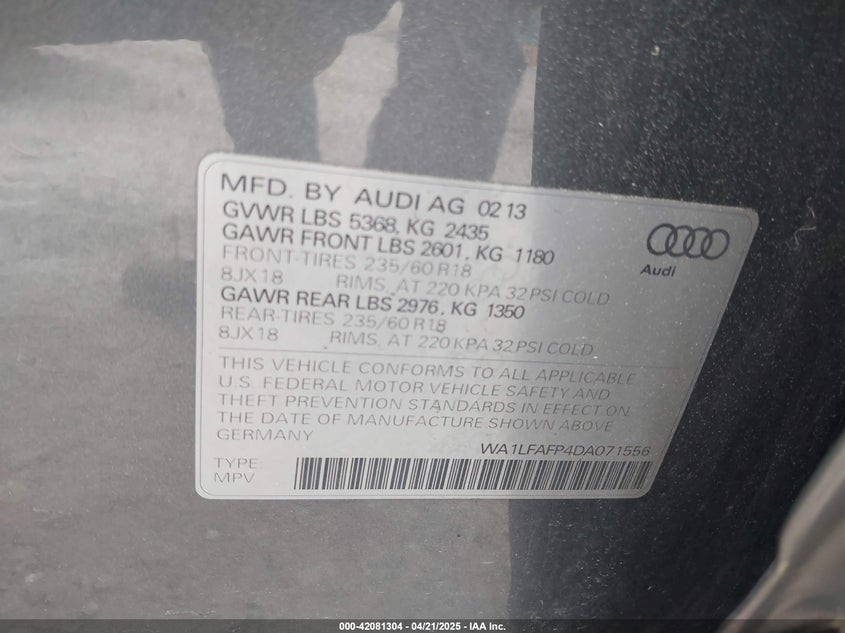 MFD. BY AUDI AG 02 13
GVWR LBS 5368, KG 2435
GAWR FRONT LBS 2601, KG 1180
FRONT-TIRES 235/60 R18
8JX18 RIMS, AT 220 KPA 32 PSI COLD
GAWR REAR LBS 2976, KG 1350
REAR-TIRES 235/60 R18
8JX18 RIMS, AT 220 KPA 32 PSI COLD
Audi
THIS VEHICLE CONFORMS TO ALL APPLICABLE
U.S. FEDERAL MOTOR VEHICLE SAFETY AND
THEFT PREVENTION STANDARDS IN EFFECT ON
THE DATE OF MANUFACTURE SHOWN ABOVE.
GERMANY
WA1LFAFP4DA071556
TYPE:
MPV
000-42081304 - 04/21/2025 - IAA Inc.